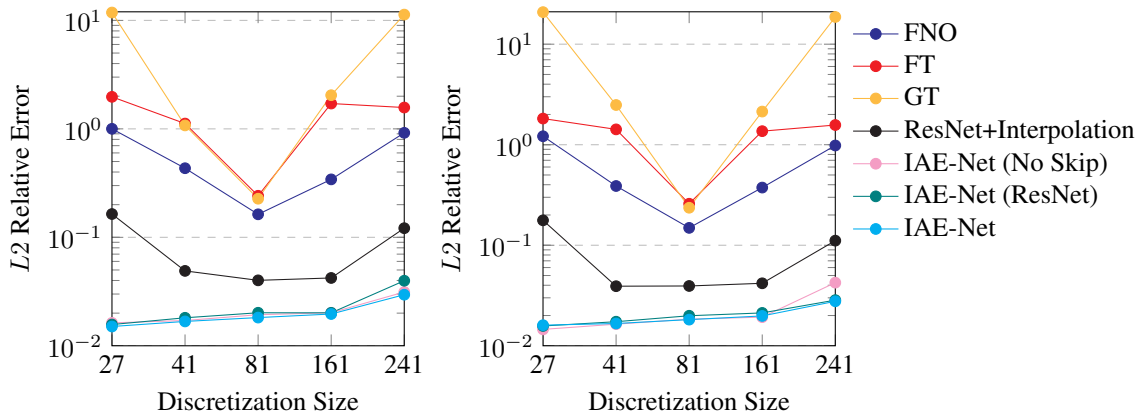 L2 Relative Error
10^1
10^0
10^-1
10^-2
27 41 81 161 241
Discretization Size
L2 Relative Error
10^1
10^0
10^-1
10^-2
27 41 81 161 241
Discretization Size
FNO
FT
GT
ResNet+Interpolation
IAE-Net (No Skip)
IAE-Net (ResNet)
IAE-Net